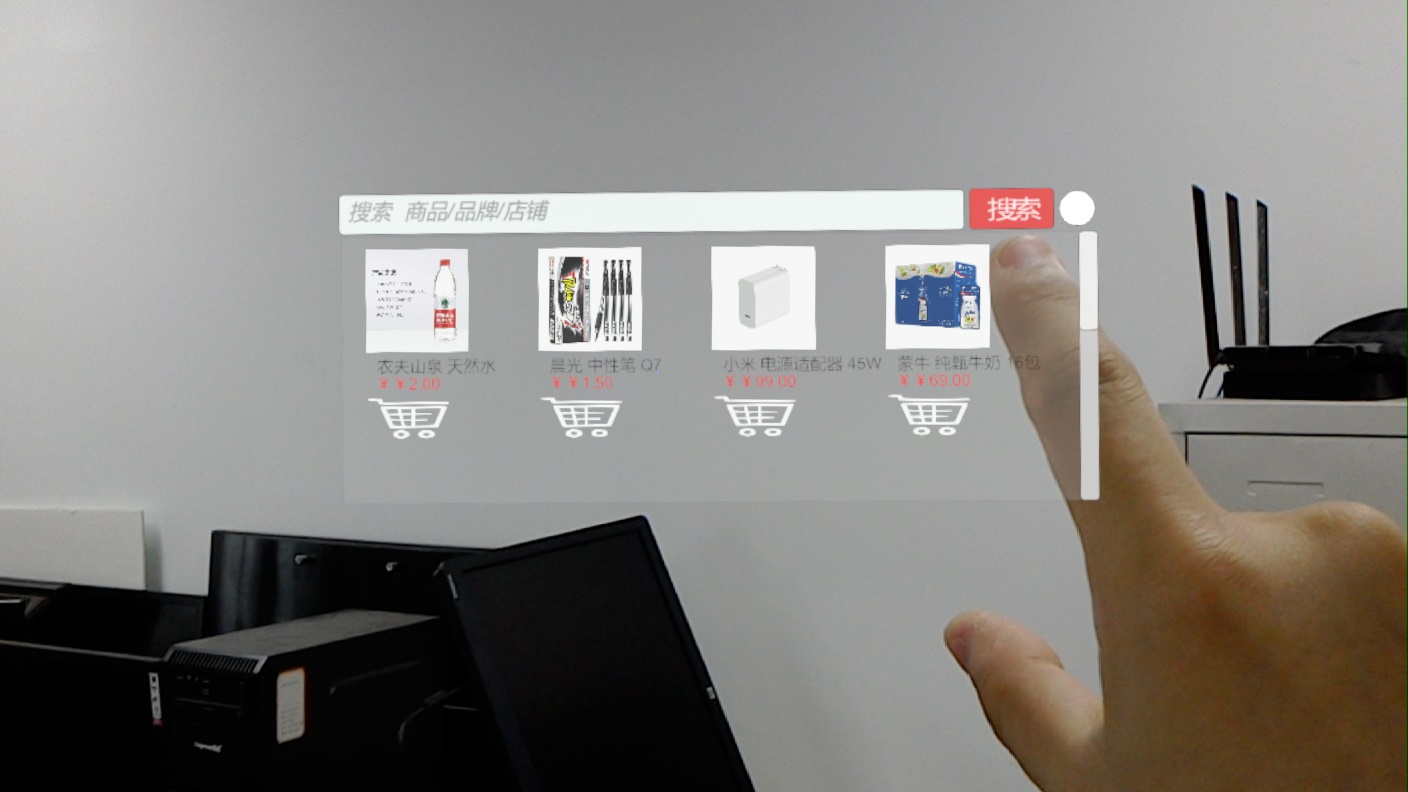 搜索 商品/品牌/店铺
搜索
农夫山泉 天然水
¥ ¥2.00
晨光 中性笔 Q7
¥ ¥1.50
小米 电源适配器 45W
¥ ¥99.00
蒙牛 纯甄牛奶 16包
¥ ¥69.00